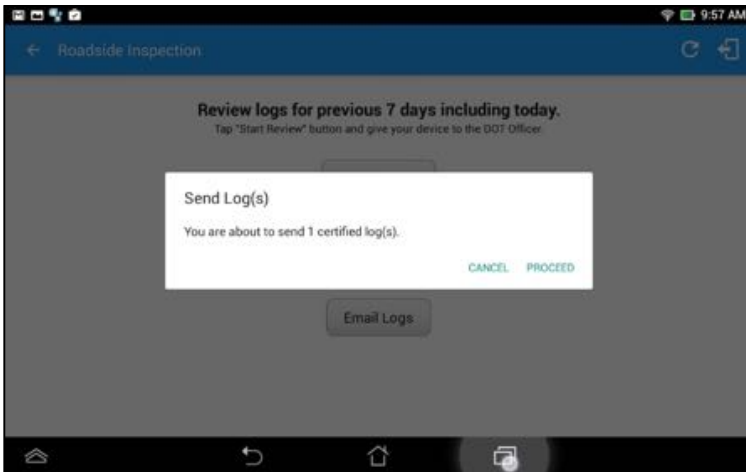 9:57 AM
Roadside Inspection
Review logs for previous 7 days including today.
Tap "Start Review" button and give your device to the DOT Officer.
Send Log(s)
You are about to send 1 certified log(s).
CANCEL PROCEED
Email Logs